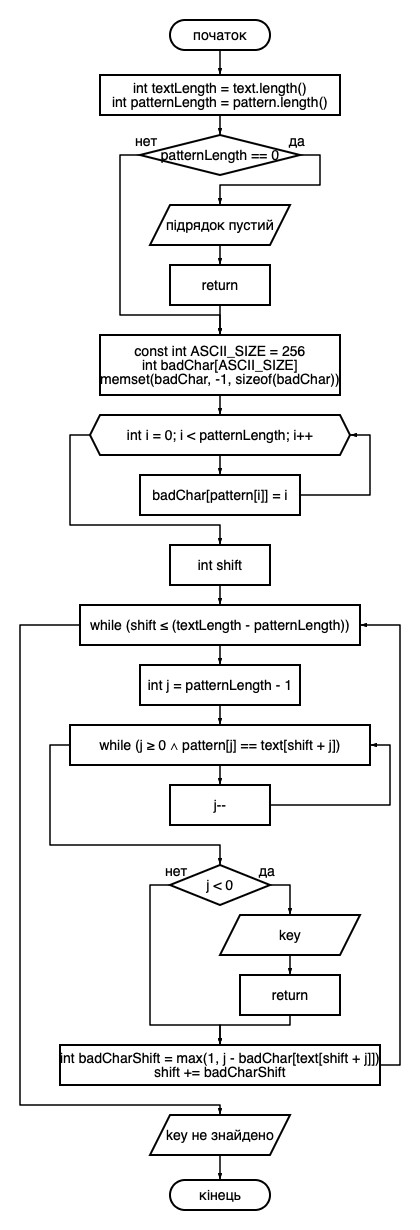 початок
int textLength = text.length()
int patternLength = pattern.length()
нет
да
patternLength == 0
підрядок пустий
return
const int ASCII_SIZE = 256
int badChar[ASCII_SIZE]
memset(badChar, -1, sizeof(badChar))
int i = 0; i < patternLength; i++
badChar[pattern[i]] = i
int shift
while (shift ≤ (textLength - patternLength))
int j = patternLength - 1
while (j ≥ 0 ∧ pattern[j] == text[shift + j])
j--
нет
да
j < 0
key
return
int badCharShift = max(1, j - badChar[text[shift + j]])
shift += badCharShift
key не знайдено
кінець